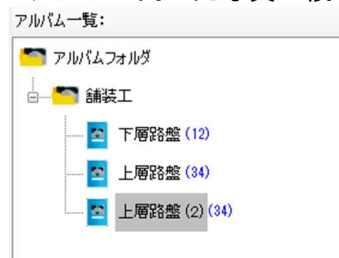 アルバム一覧:
アルバムフォルダ
舗装工
下層路盤 (12)
上層路盤 (34)
上層路盤 (2) (34)